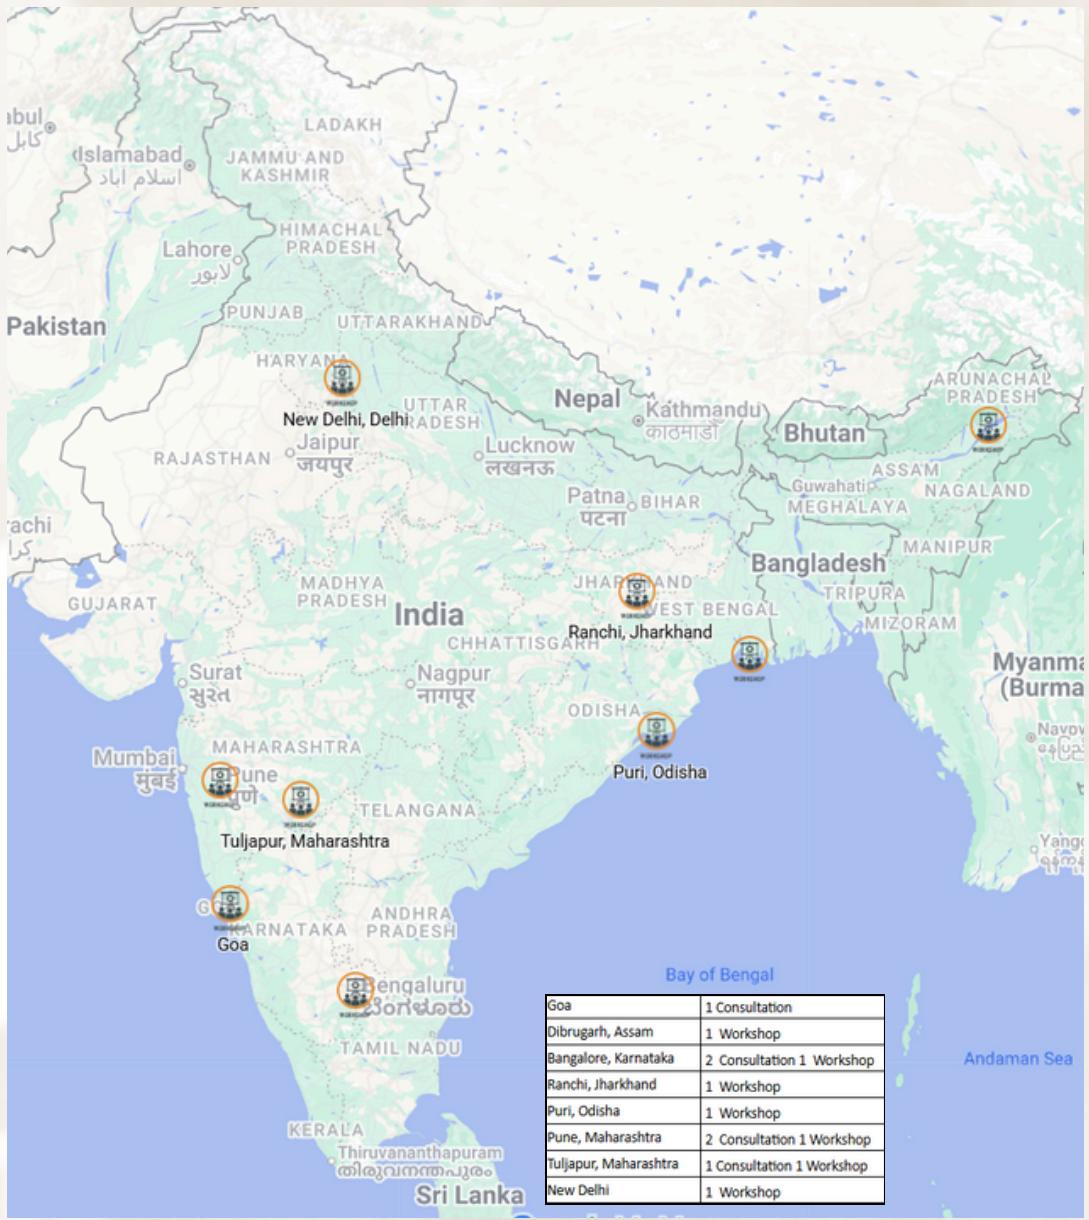 LADAKH
abul
کابل
Islamabad
اسلام آباد
JAMMU AND
KASHMIR
HIMACHAL
PRADESH
Lahore
لاہور
PUNJAB
UTTARAKHAND
Pakistan
HARYANA
New Delhi, Delhi
UTTAR
RADESH
Jaipur
जयपुर
RAJASTHAN
Lucknow
लखनऊ
Nepal
Kathmandu
काठमाडौं
Bhutan
ARUNACHAL
PRADESH
ASSAM
Guwahati
NAGALAND
MEGHALAYA
Patna
पटना
BIHAR
rachi
MANIPUR
Bangladesh
TRIPURA
MIZORAM
GUJARAT
MADHYA
PRADESH
India
JHAR
AND
WEST BENGAL
Ranchi, Jharkhand
CHHATTISGARH
Surat
સુરત
Nagpur
नागपूर
Myanma
(Burma
ODISHA
Puri, Odisha
Mumbai
मुंबई
MAHARASHTRA
Pune
पुणे
TELANGANA
Tuljapur, Maharashtra
Goa
KARNATAKA
ANDHRA
PRADESH
Bengaluru
ಬೆಂಗಳೂರು
TAMIL NADU
KERALA
Thiruvananthapuram
തിരുവനന്തപുരം
Sri Lanka
Bay of Bengal
Andaman Sea
Goa 1 Consultation
Dibrugarh, Assam 1 Workshop
Bangalore, Karnataka 2 Consultation 1 Workshop
Ranchi, Jharkhand 1 Workshop
Puri, Odisha 1 Workshop
Pune, Maharashtra 2 Consultation 1 Workshop
Tuljapur, Maharashtra 1 Consultation 1 Workshop
New Delhi 1 Workshop